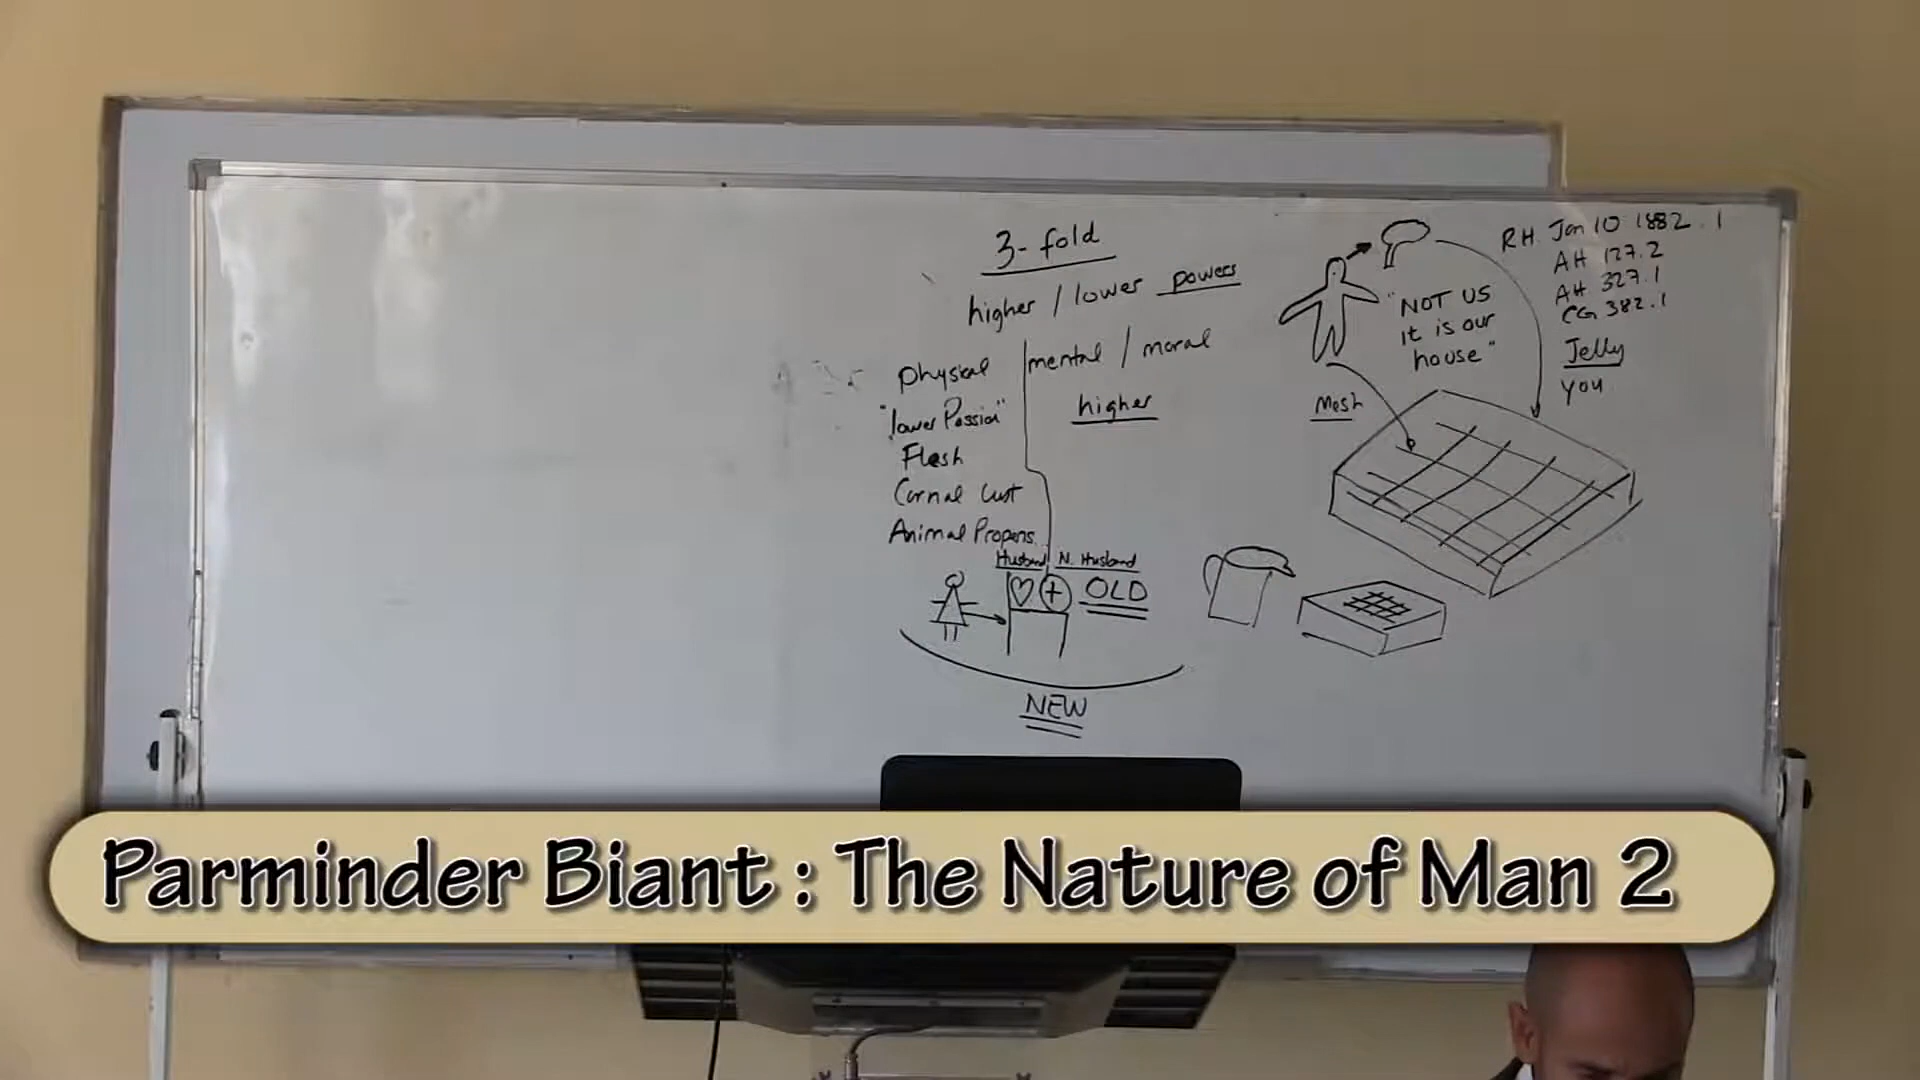 3-fold
higher / lower powers
physical | mental / moral
"lower Passion"
higher
Flesh
Carnal Lust
Animal Propens..
Husband N. Husband
OLD
NEW
"NOT US
it is our
house"
Mesh
RH. Jan 10 1882.1
AH 127.2
AH 327.1
CG 382.1
Jelly
you
Parminder Biant : The Nature of Man 2